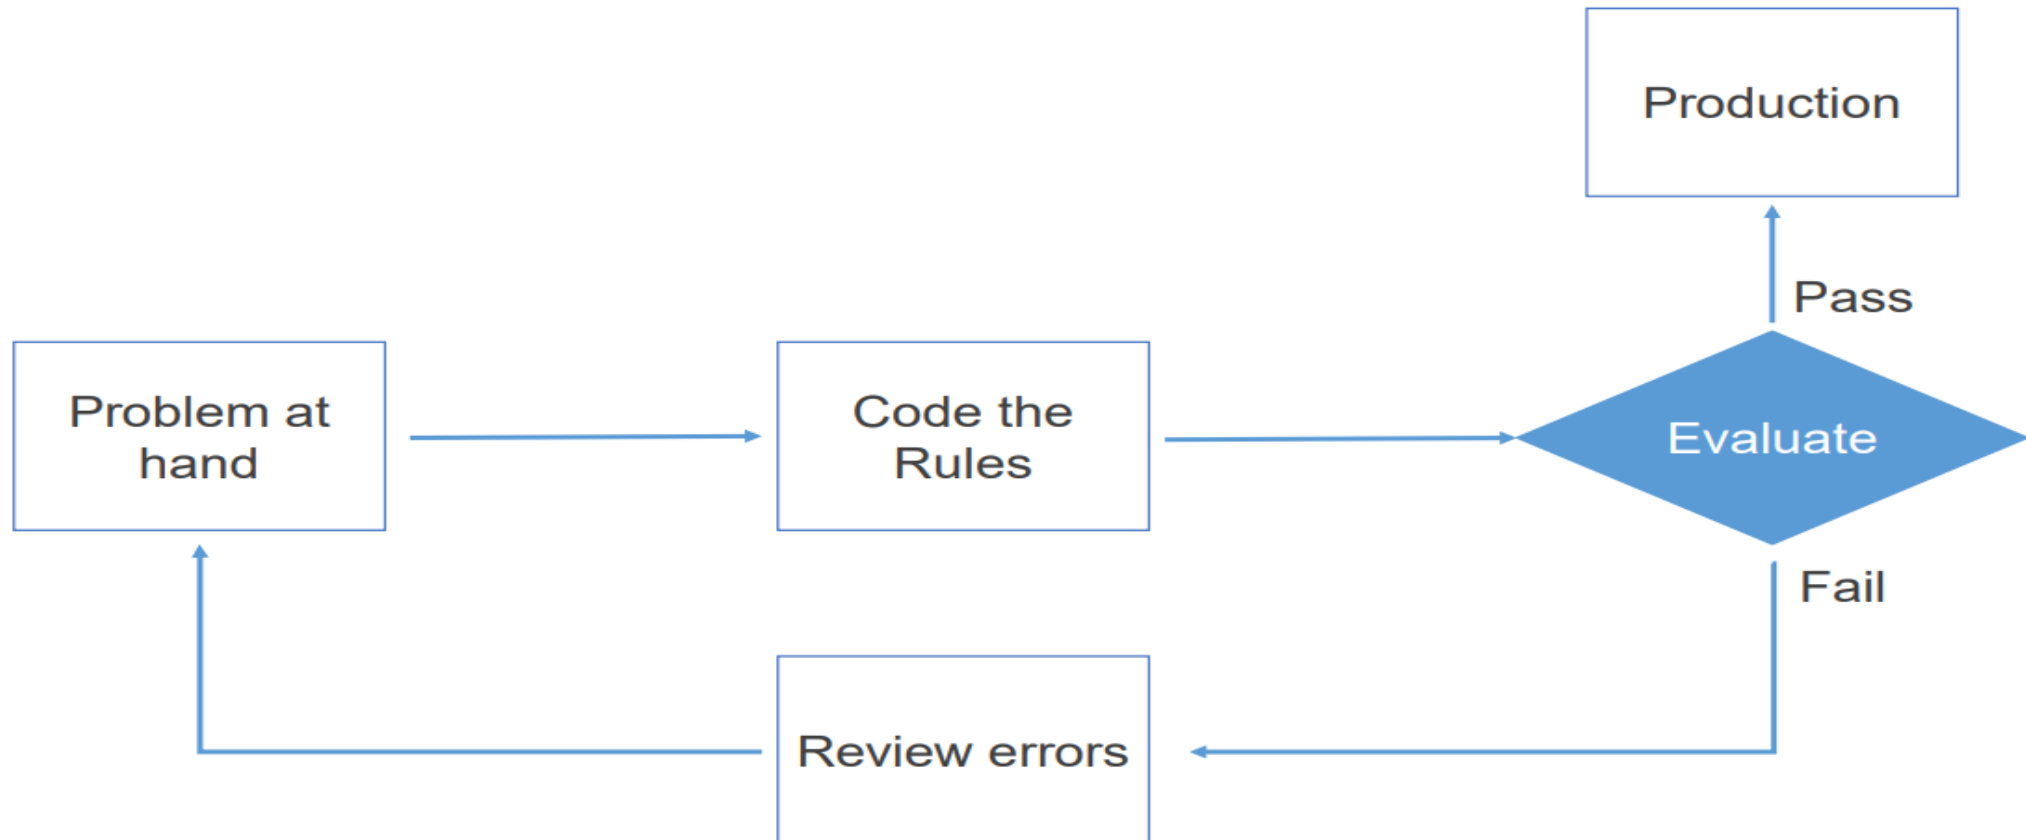 Production
Pass
Problem at
hand
Code the
Rules
Evaluate
Fail
Review errors